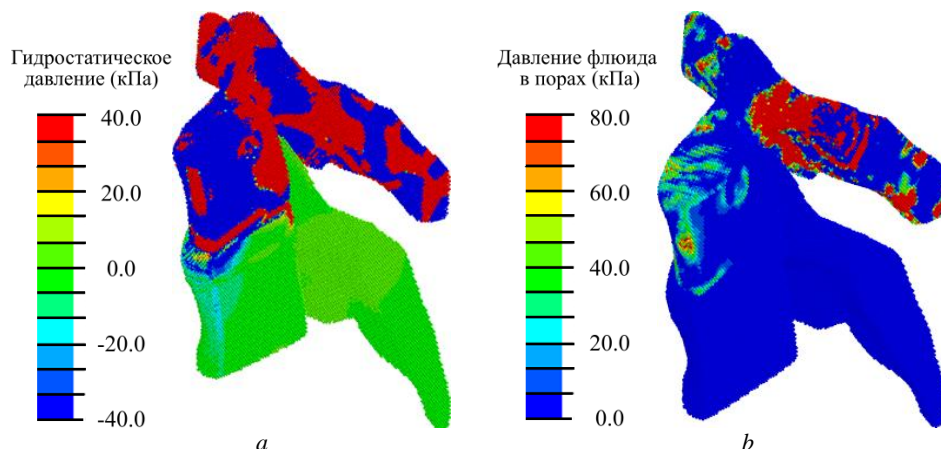 Гидростатическое
давление (кПа)
40.0
20.0
0.0
-20.0
-40.0
a
Давление флюида
в порах (кПа)
80.0
60.0
40.0
20.0
0.0
b